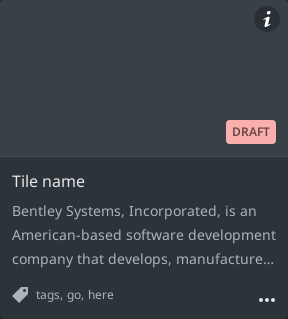 i
DRAFT
Tile name
Bentley Systems, Incorporated, is an
American-based software development
company that develops, manufacture...
tags, go, here